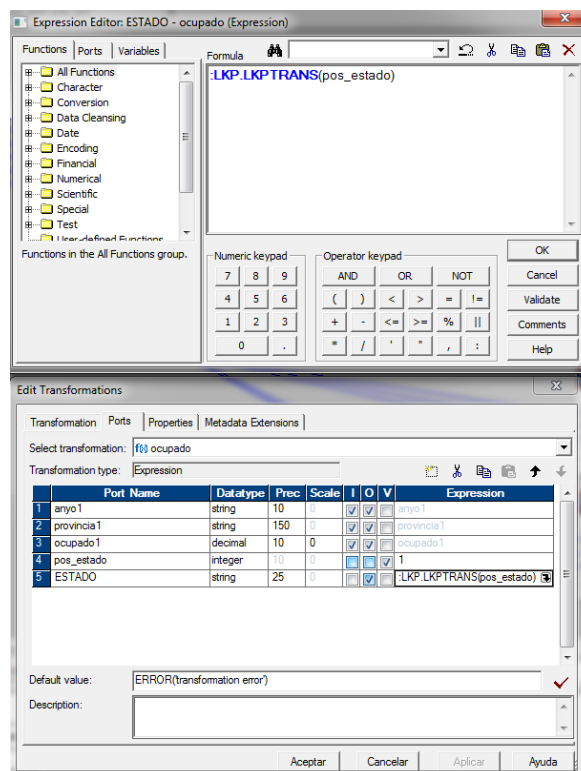 Expression Editor: ESTADO - ocupado (Expression)
Functions Ports Variables
Formula
All Functions
Character
Conversion
Data Cleansing
Date
Encoding
Financial
Numerical
Scientific
Special
Test
User-defined Functions
Functions in the All Functions group.
:LKP.LKPTRANS(pos_estado)
Numeric keypad
7 8 9
4 5 6
1 2 3
0 .
Operator keypad
AND OR NOT
( ) < > = !=
+ - <= >= % ||
* / ' " , :
OK
Cancel
Validate
Comments
Help
Edit Transformations
Transformation Ports Properties Metadata Extensions
Select transformation: f(x) ocupado
Transformation type: Expression
Port Name Datatype Prec Scale I O V Expression
1 anyo1 string 10 0 anyo1
2 provincia1 string 150 0 provincia1
3 ocupado1 decimal 10 0 ocupado1
4 pos_estado integer 10 0 1
5 ESTADO string 25 0 :LKP.LKPTRANS(pos_estado)
Default value: ERROR('transformation error')
Description:
Aceptar Cancelar Aplicar Ayuda